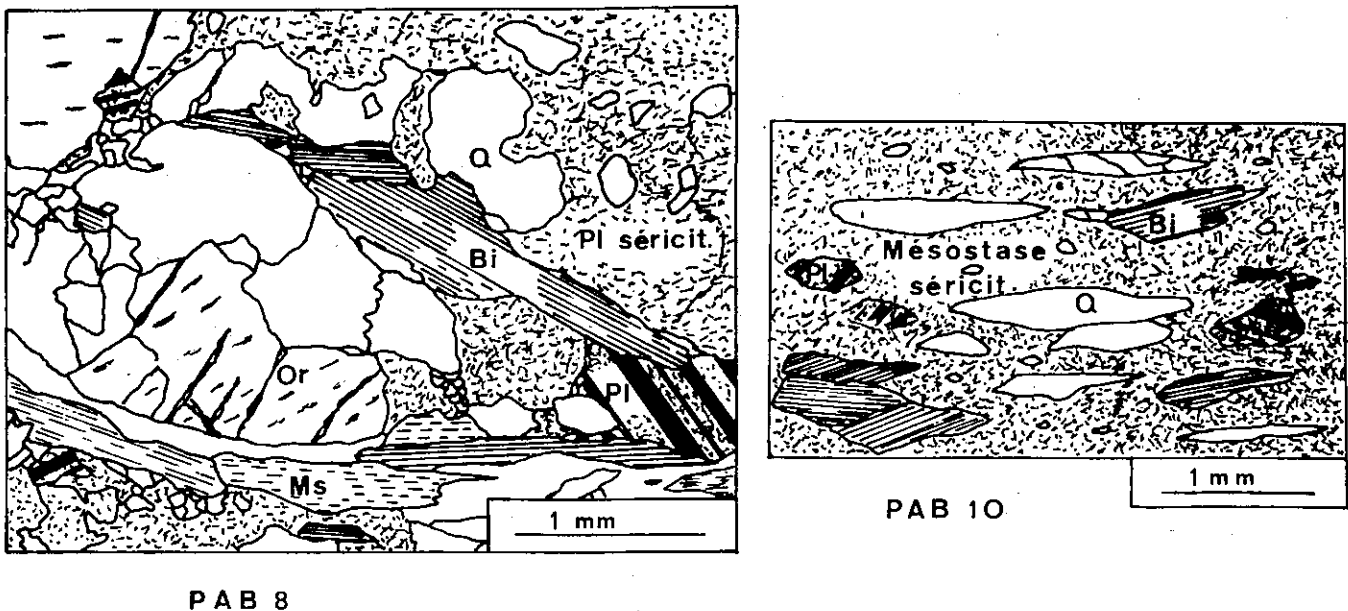 Q
Pl séricit.
Bi
Or
Pl
Ms
1 mm
PAB 8
Bi
Mésostase
Pl
séricit.
Q
1 mm
PAB 10